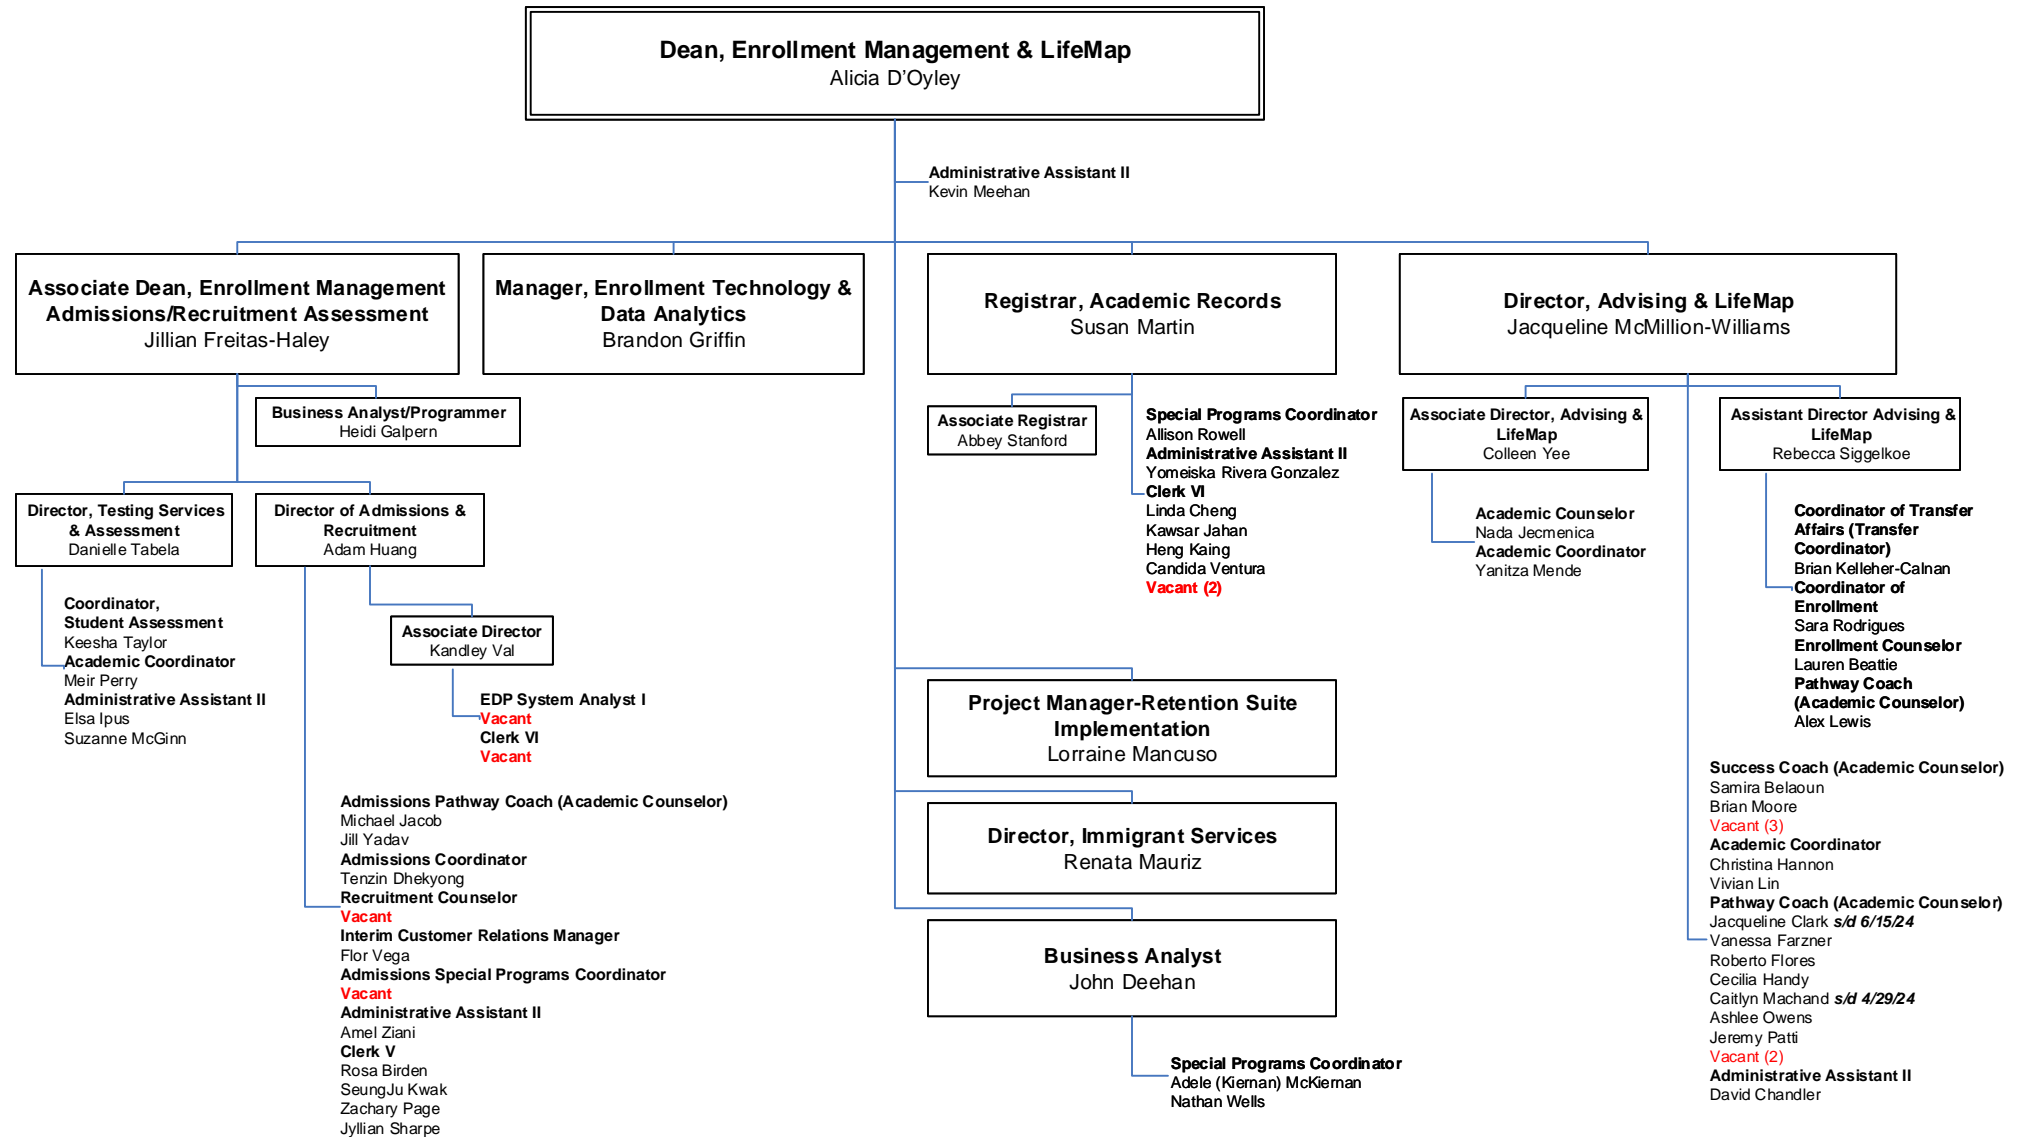 Dean, Enrollment Management & LifeMap
Alicia D'Oyley
Administrative Assistant II
Kevin Meehan
Associate Dean, Enrollment Management
Admissions/Recruitment Assessment
Jillian Freitas-Haley
Manager, Enrollment Technology &
Data Analytics
Brandon Griffin
Registrar, Academic Records
Susan Martin
Director, Advising & LifeMap
Jacqueline McMillion-Williams
Business Analyst/Programmer
Heidi Galpern
Director, Testing Services
& Assessment
Danielle Tabela
Coordinator,
Student Assessment
Keesha Taylor
Academic Coordinator
Meir Perry
Administrative Assistant II
Elsa Ipus
Suzanne McGinn
Director of Admissions &
Recruitment
Adam Huang
Associate Director
Kandley Val
EDP System Analyst I
Vacant
Clerk VI
Vacant
Admissions Pathway Coach (Academic Counselor)
Michael Jacob
Jill Yadav
Admissions Coordinator
Tenzin Dhekyong
Recruitment Counselor
Vacant
Interim Customer Relations Manager
Flor Vega
Admissions Special Programs Coordinator
Vacant
Administrative Assistant II
Amel Ziani
Clerk V
Rosa Birden
SeungJu Kwak
Zachary Page
Jyllian Sharpe
Associate Registrar
Abbey Stanford
Special Programs Coordinator
Allison Rowell
Administrative Assistant II
Yomeiska Rivera Gonzalez
Clerk VI
Linda Cheng
Kawsar Jahan
Heng Kaing
Candida Ventura
Vacant (2)
Project Manager-Retention Suite
Implementation
Lorraine Mancuso
Director, Immigrant Services
Renata Mauriz
Business Analyst
John Deehan
Special Programs Coordinator
Adele (Kiernan) McKiernan
Nathan Wells
Associate Director, Advising &
LifeMap
Colleen Yee
Academic Counselor
Nada Jecmenica
Academic Coordinator
Yanitza Mende
Assistant Director Advising &
LifeMap
Rebecca Siggelkoe
Coordinator of Transfer
Affairs (Transfer
Coordinator)
Brian Kelleher-Calnan
Coordinator of
Enrollment
Sara Rodrigues
Enrollment Counselor
Lauren Beattie
Pathway Coach
(Academic Counselor)
Alex Lewis
Success Coach (Academic Counselor)
Samira Belaoun
Brian Moore
Vacant (3)
Academic Coordinator
Christina Hannon
Vivian Lin
Pathway Coach (Academic Counselor)
Jacqueline Clark s/d 6/15/24
Vanessa Farzner
Roberto Flores
Cecilia Handy
Caitlyn Machand s/d 4/29/24
Ashlee Owens
Jeremy Patti
Vacant (2)
Administrative Assistant II
David Chandler